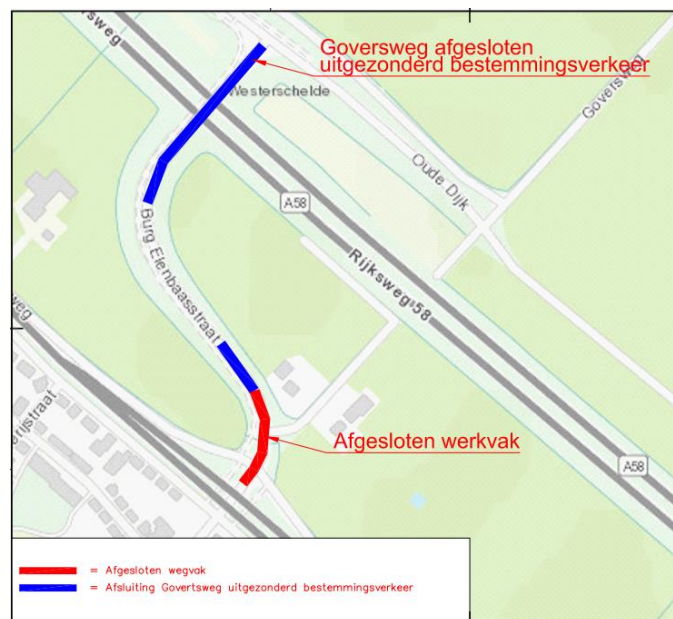 Goversweg afgesloten
uitgezonderd bestemmingsverkeer
Westerschelde
Goversweg
Oude Dijk
A58
Burg Elenbaasstraat
Rijksweg 58
Afgesloten werkvak
A58
= Afgesloten wegvak
= Afsluiting Govertsweg uitgezonderd bestemmingsverkeer